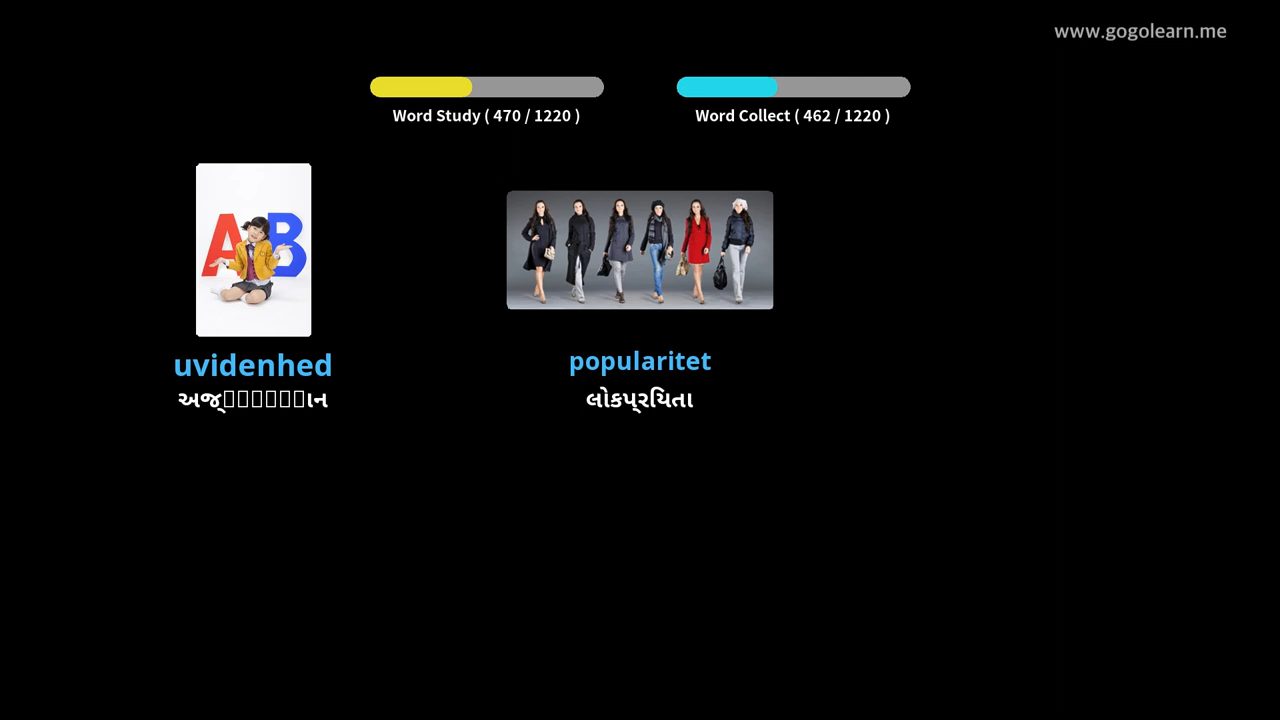 www.gogolearn.me
Word Study ( 470 / 1220 )
Word Collect ( 462 / 1220 )
A B
uvidenhed
popularitet
લોકપ્રિયતા